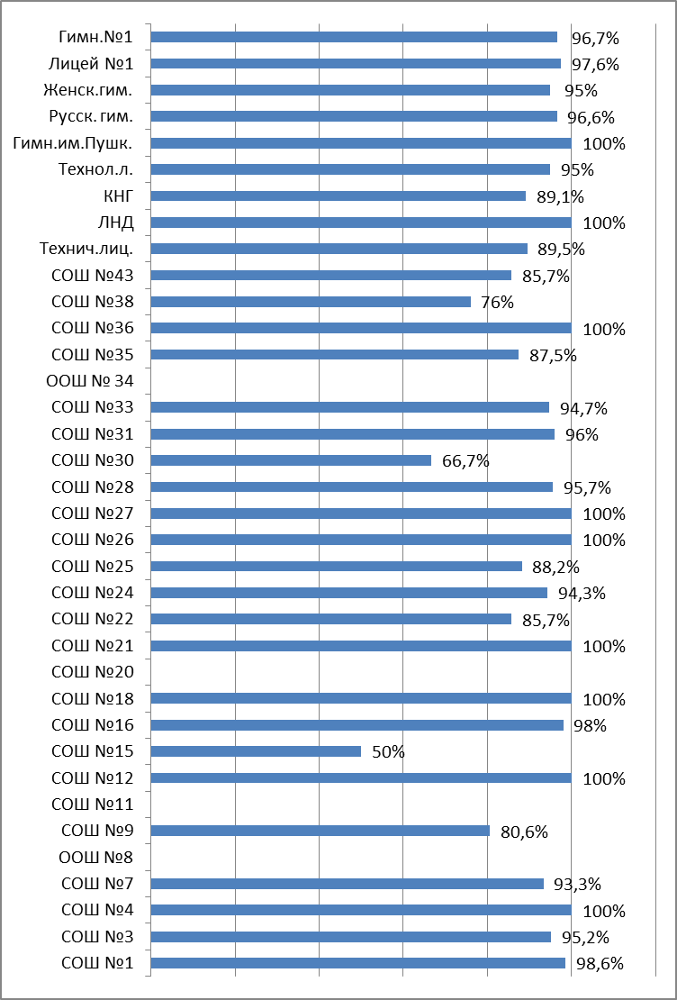 Гимн.№1 96,7%
Лицей №1 97,6%
Женск.гим. 95%
Русск. гим. 96,6%
Гимн.им.Пушк. 100%
Технол.л. 95%
КНГ 89,1%
ЛНД 100%
Технич.лиц. 89,5%
СОШ №43 85,7%
СОШ №38 76%
СОШ №36 100%
СОШ №35 87,5%
ООШ № 34
СОШ №33 94,7%
СОШ №31 96%
СОШ №30 66,7%
СОШ №28 95,7%
СОШ №27 100%
СОШ №26 100%
СОШ №25 88,2%
СОШ №24 94,3%
СОШ №22 85,7%
СОШ №21 100%
СОШ №20
СОШ №18 100%
СОШ №16 98%
СОШ №15 50%
СОШ №12 100%
СОШ №11
СОШ №9 80,6%
ООШ №8
СОШ №7 93,3%
СОШ №4 100%
СОШ №3 95,2%
СОШ №1 98,6%